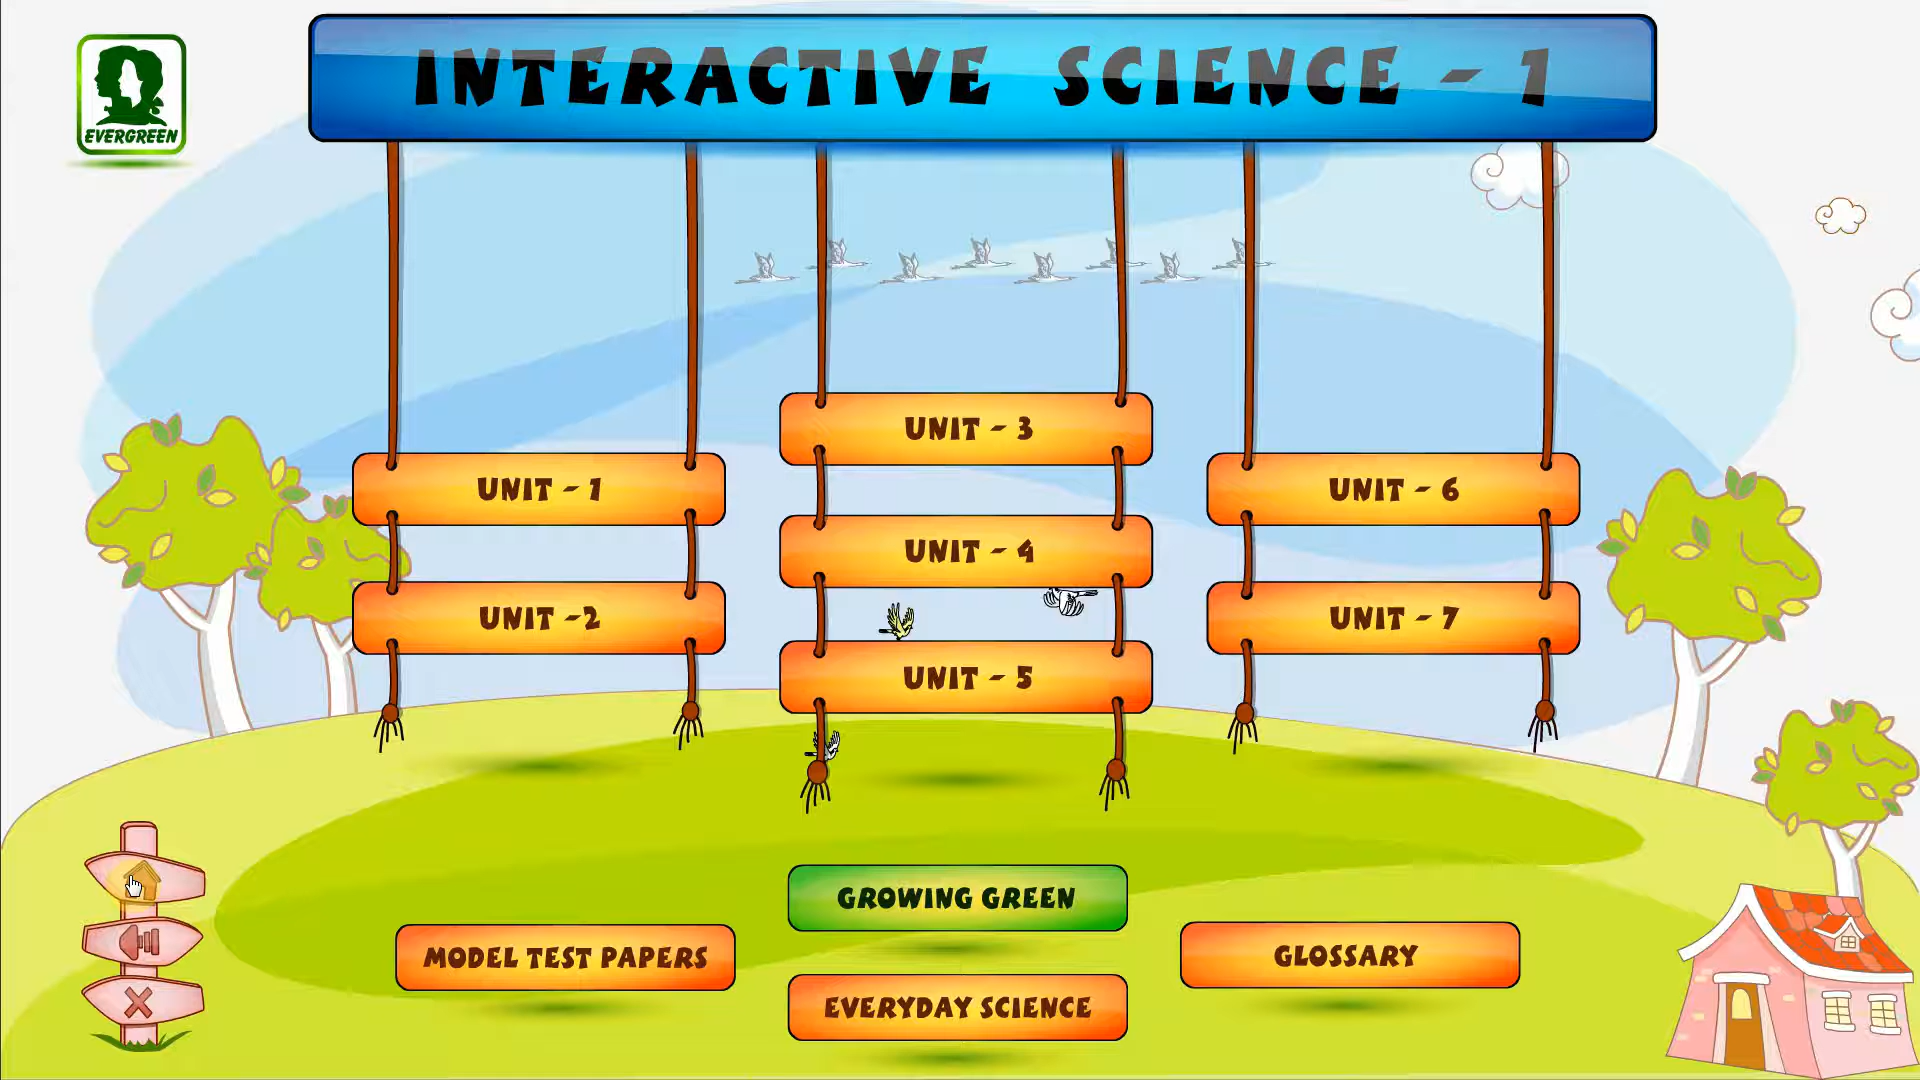 EVERGREEN
INTERACTIVE SCIENCE - 1
UNIT - 1
UNIT -2
UNIT - 3
UNIT - 4
UNIT - 5
UNIT - 6
UNIT - 7
GROWING GREEN
MODEL TEST PAPERS
EVERYDAY SCIENCE
GLOSSARY